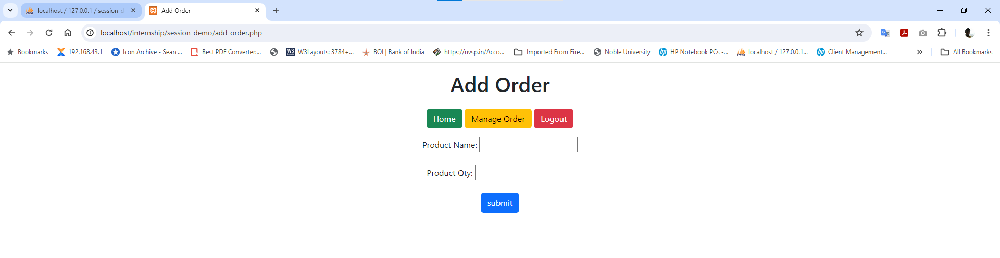 localhost / 127.0.0.1 / session_d
Add Order
localhost/internship/session_demo/add_order.php
Bookmarks
192.168.43.1
Icon Archive - Searc...
Best PDF Converter:...
W3Layouts: 3784+...
BOI | Bank of India
https://nvsp.in/Acco...
Imported From Fire...
Noble University
HP Notebook PCs -...
localhost / 127.0.0.1...
Client Management...
All Bookmarks
Add Order
Home Manage Order Logout
Product Name:
Product Qty:
submit